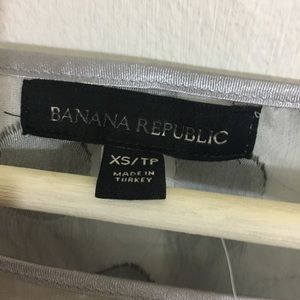 BANANA REPUBLIC
XS/TP
MADE IN
TURKEY